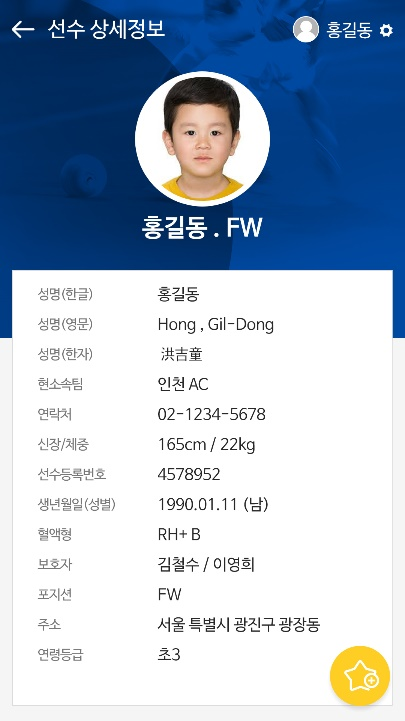 선수 상세정보 홍길동
홍길동 . FW
성명(한글) 홍길동
성명(영문) Hong , Gil-Dong
성명(한자) 洪吉童
현소속팀 인천 AC
연락처 02-1234-5678
신장/체중 165cm / 22kg
선수등록번호 4578952
생년월일(성별) 1990.01.11 (남)
혈액형 RH+ B
보호자 김철수 / 이영희
포지션 FW
주소 서울 특별시 광진구 광장동
연령등급 초3